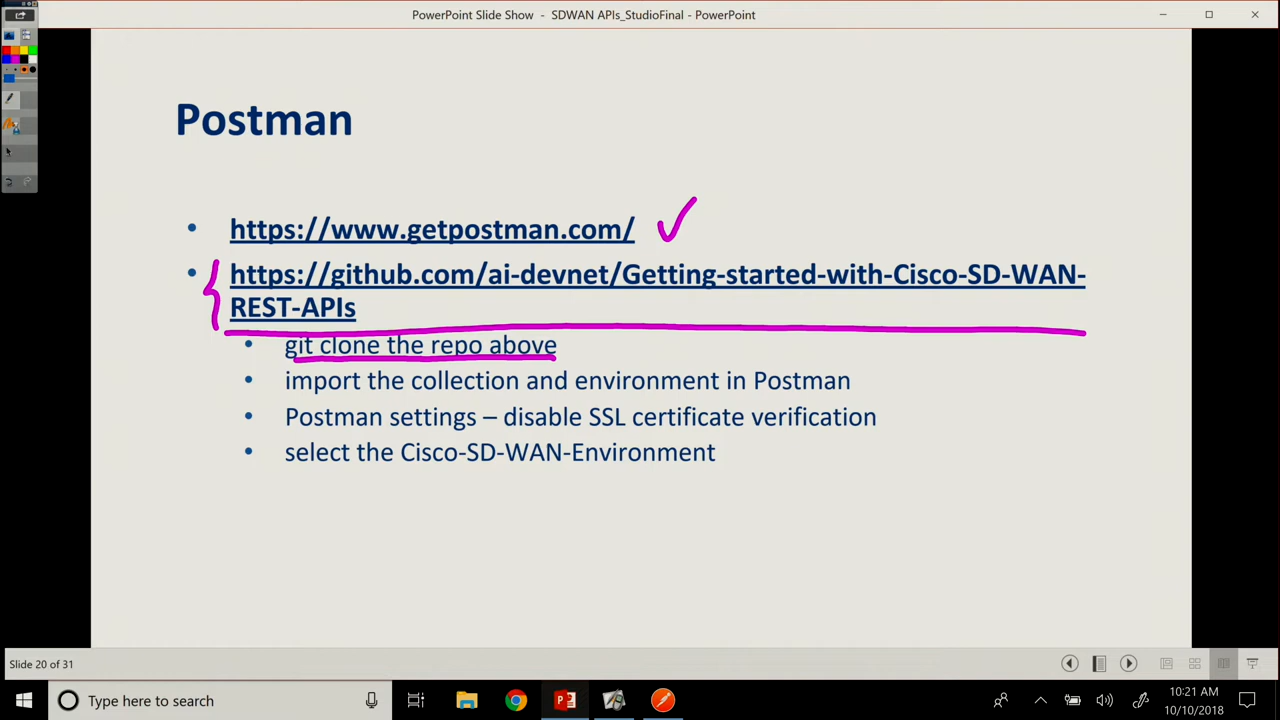 PowerPoint Slide Show - SDWAN APIs_StudioFinal - PowerPoint
Postman
• https://www.getpostman.com/
• https://github.com/ai-devnet/Getting-started-with-Cisco-SD-WAN-
REST-APIs
• git clone the repo above
• import the collection and environment in Postman
• Postman settings – disable SSL certificate verification
• select the Cisco-SD-WAN-Environment
Slide 20 of 31
Type here to search
10:21 AM
10/10/2018